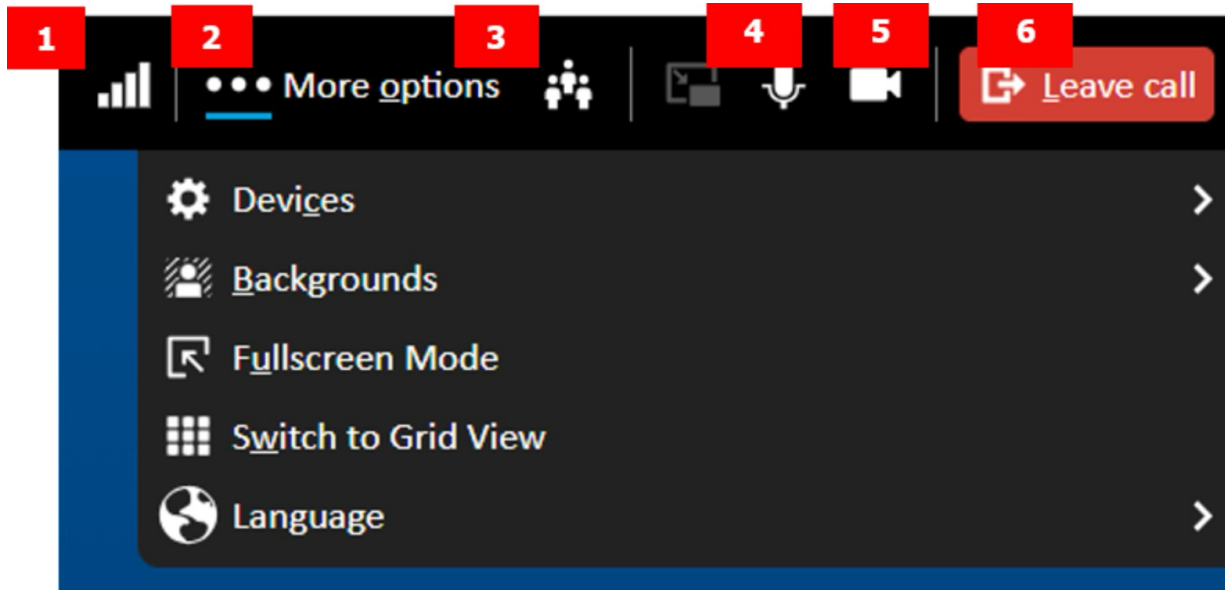 1 2 3 4 5 6
More options Leave call
Devices
Backgrounds
Fullscreen Mode
Switch to Grid View
Language